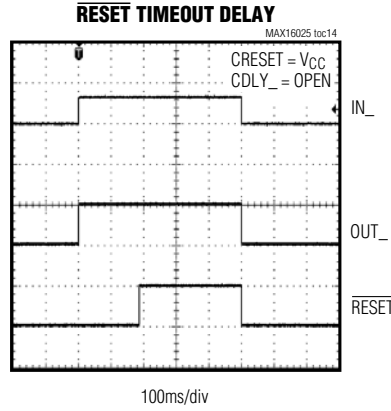 RESET TIMEOUT DELAY
MAX16025 toc14
CRESET = VCC
CDLY_ = OPEN
IN_
OUT_
RESET
100ms/div